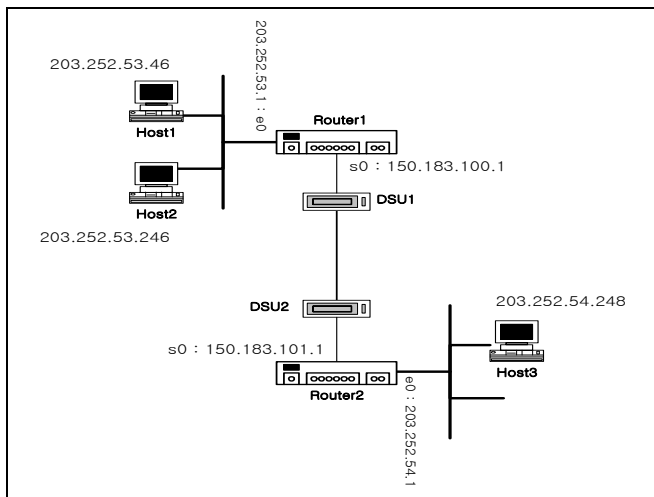 203.252.53.46
203.252.53.1 : e0
Host1
Router1
s0 : 150.183.100.1
Host2
DSU1
203.252.53.246
DSU2
203.252.54.248
s0 : 150.183.101.1
Host3
Router2
e0 : 203.252.54.1